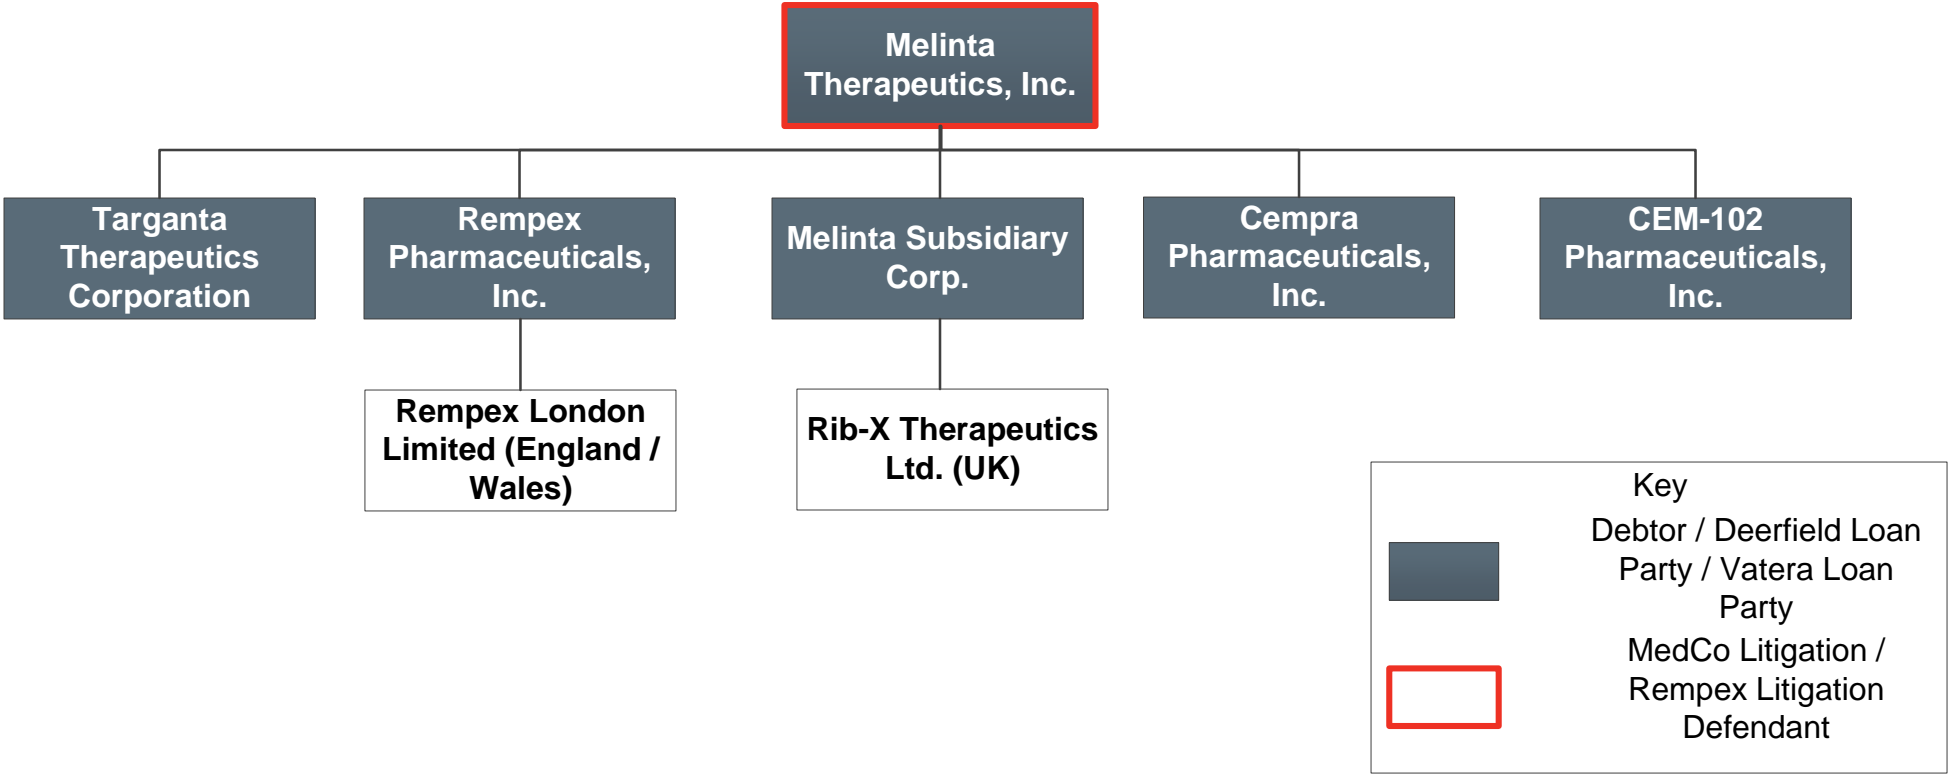 Melinta
Therapeutics, Inc.
Targanta
Therapeutics
Corporation
Rempex
Pharmaceuticals,
Inc.
Melinta Subsidiary
Corp.
Cempra
Pharmaceuticals,
Inc.
CEM-102
Pharmaceuticals,
Inc.
Rempex London
Limited (England /
Wales)
Rib-X Therapeutics
Ltd. (UK)
Key
Debtor / Deerfield Loan
Party / Vatera Loan
Party
MedCo Litigation /
Rempex Litigation
Defendant